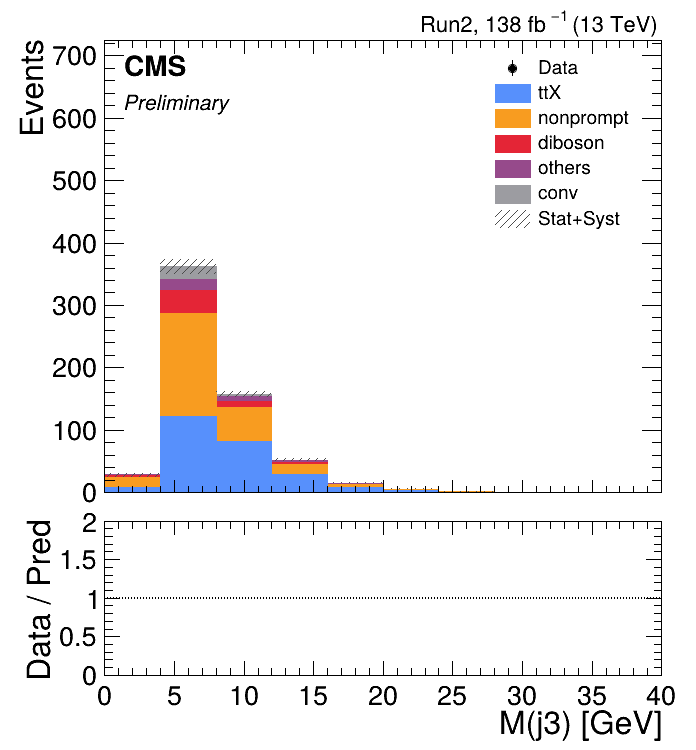 Run2, 138 fb⁻¹ (13 TeV)
CMS
Preliminary
Events
700
600
500
400
300
200
100
0
Data
ttX
nonprompt
diboson
others
conv
Stat+Syst
Data / Pred
2
1.5
1
0.5
0
0 5 10 15 20 25 30 35 40
M(j3) [GeV]